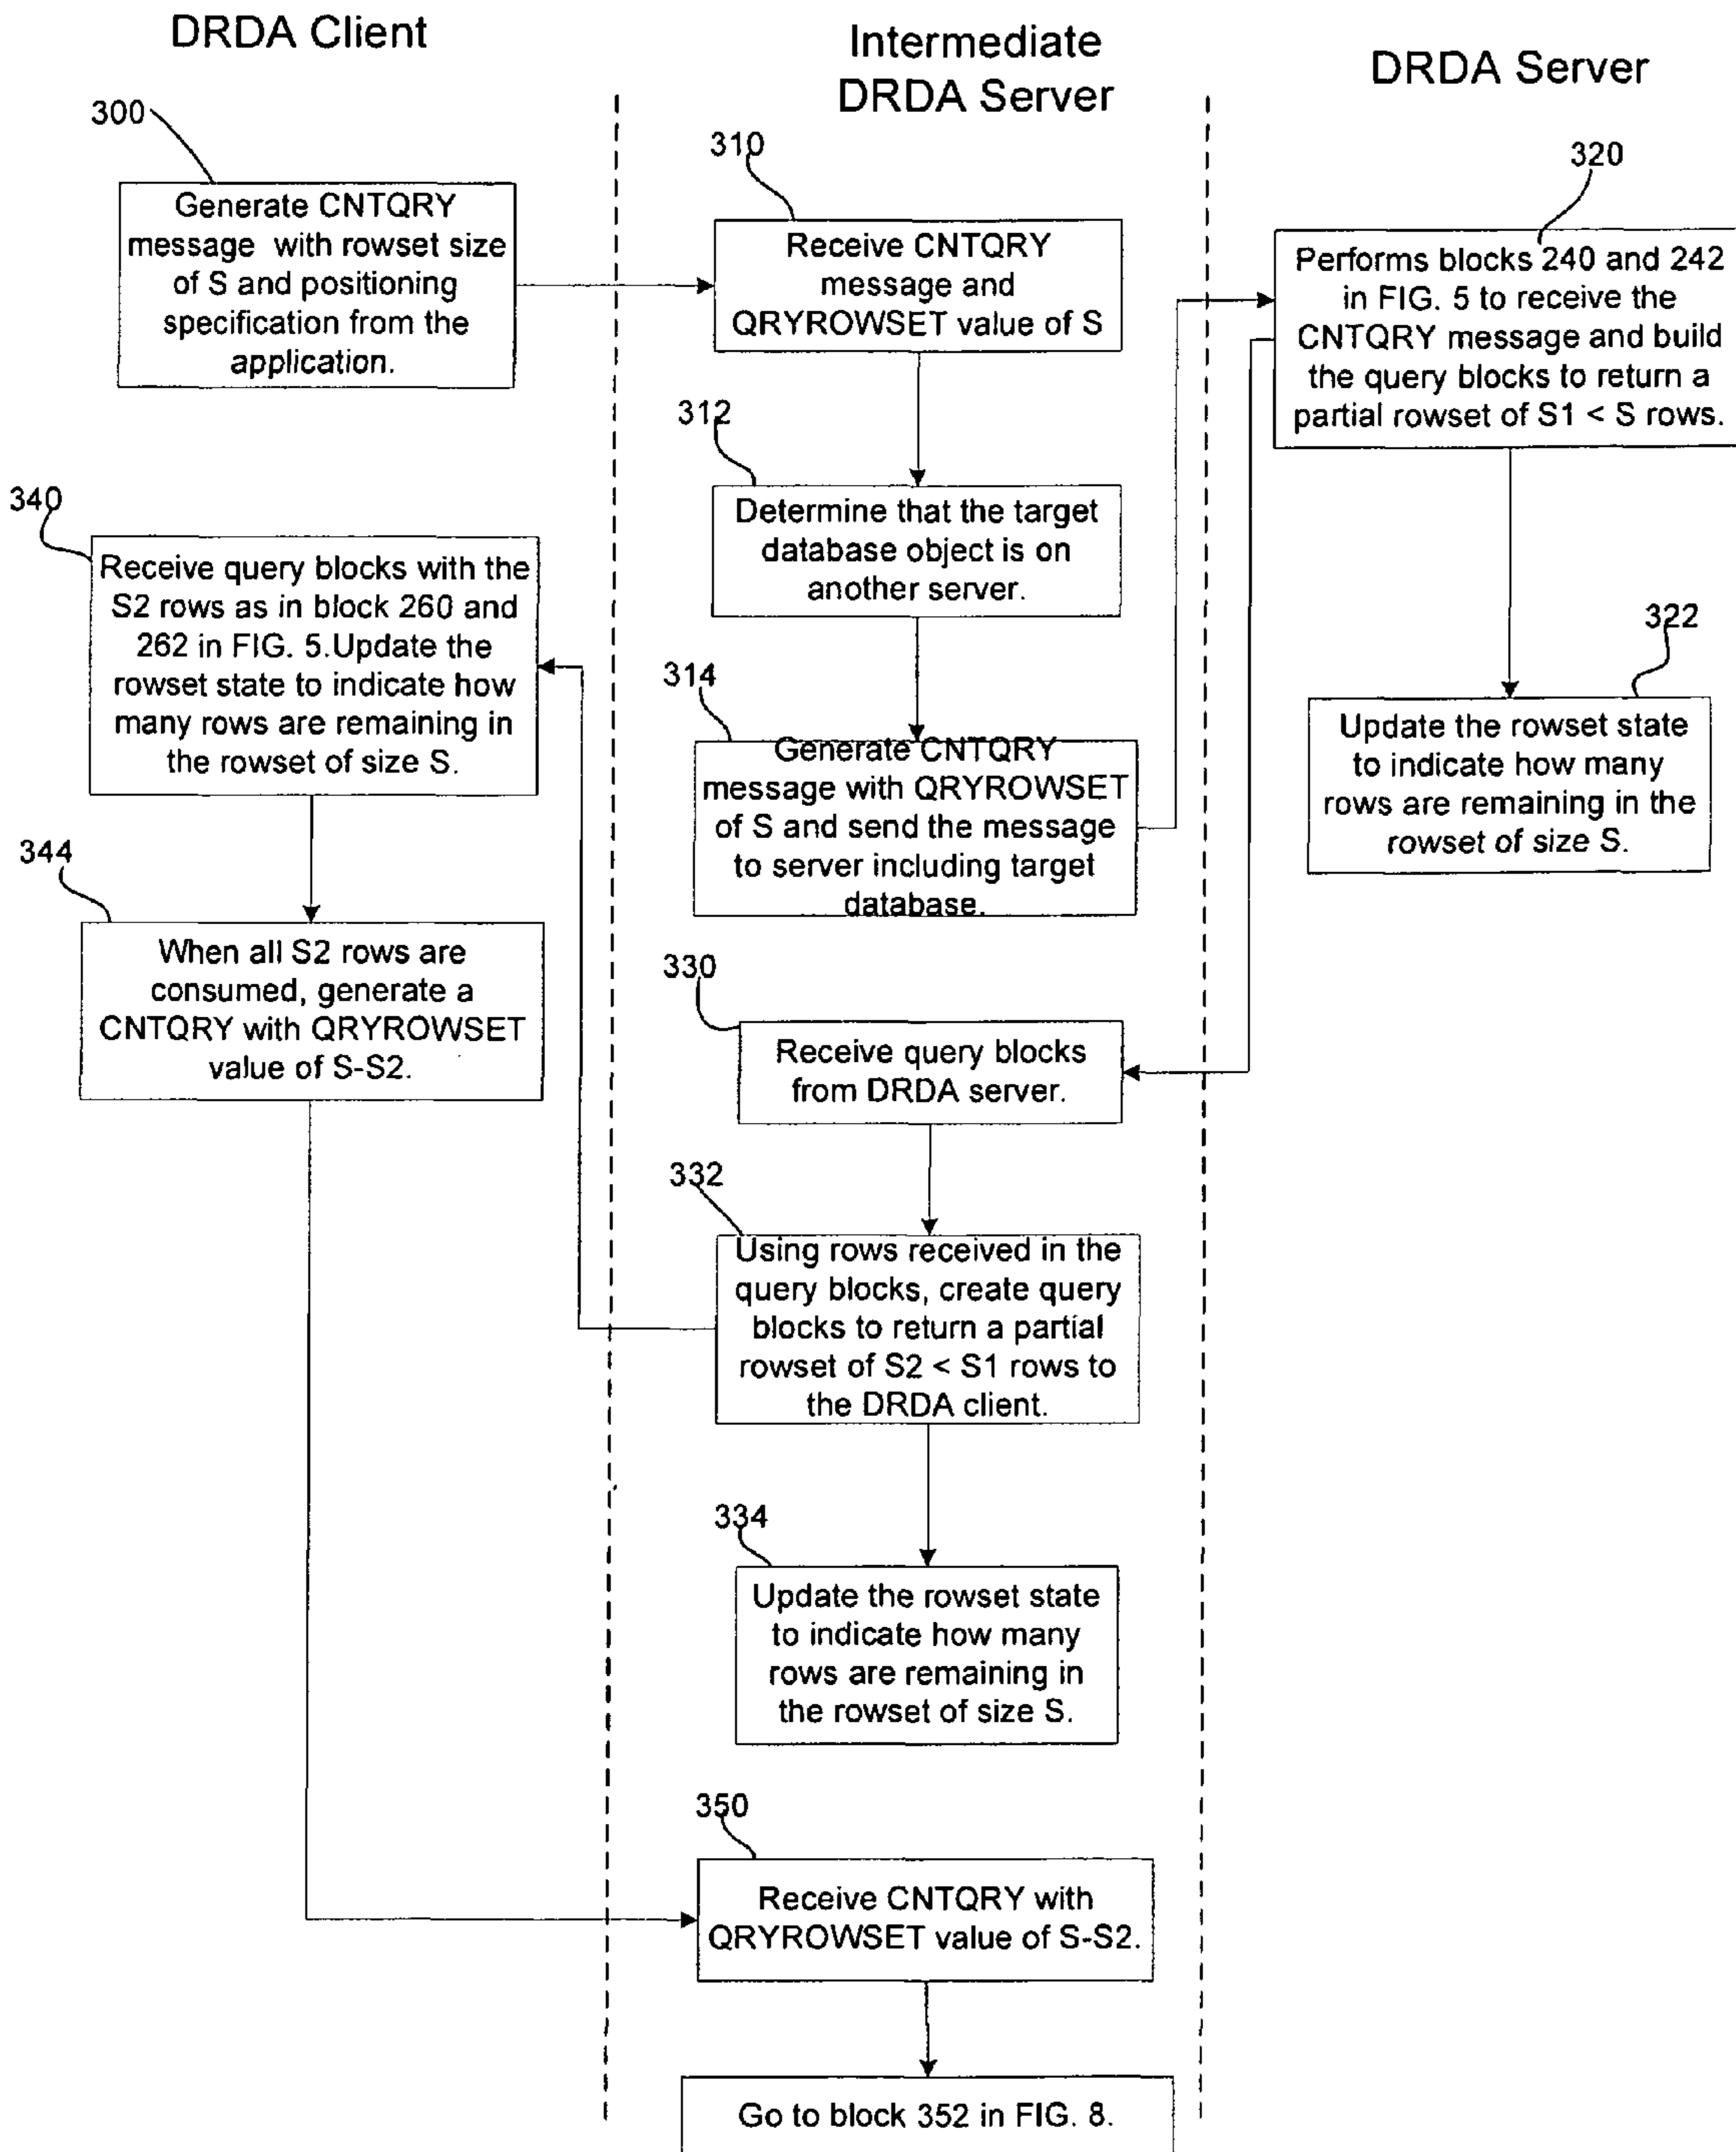 DRDA Client
Intermediate
DRDA Server
DRDA Server
300
Generate CNTQRY
message with rowset size
of S and positioning
specification from the
application.
310
Receive CNTQRY
message and
QRYROWSET value of S
320
Performs blocks 240 and 242
in FIG. 5 to receive the
CNTQRY message and build
the query blocks to return a
partial rowset of S1 < S rows.
312
Determine that the target
database object is on
another server.
340
Receive query blocks with the
S2 rows as in block 260 and
262 in FIG. 5.Update the
rowset state to indicate how
many rows are remaining in
the rowset of size S.
322
Update the rowset state
to indicate how many
rows are remaining in the
rowset of size S.
314
Generate CNTQRY
message with QRYROWSET
of S and send the message
to server including target
database.
344
When all S2 rows are
consumed, generate a
CNTQRY with QRYROWSET
value of S-S2.
330
Receive query blocks
from DRDA server.
332
Using rows received in the
query blocks, create query
blocks to return a partial
rowset of S2 < S1 rows to
the DRDA client.
334
Update the rowset state
to indicate how many
rows are remaining in
the rowset of size S.
350
Receive CNTQRY with
QRYROWSET value of S-S2.
Go to block 352 in FIG. 8.